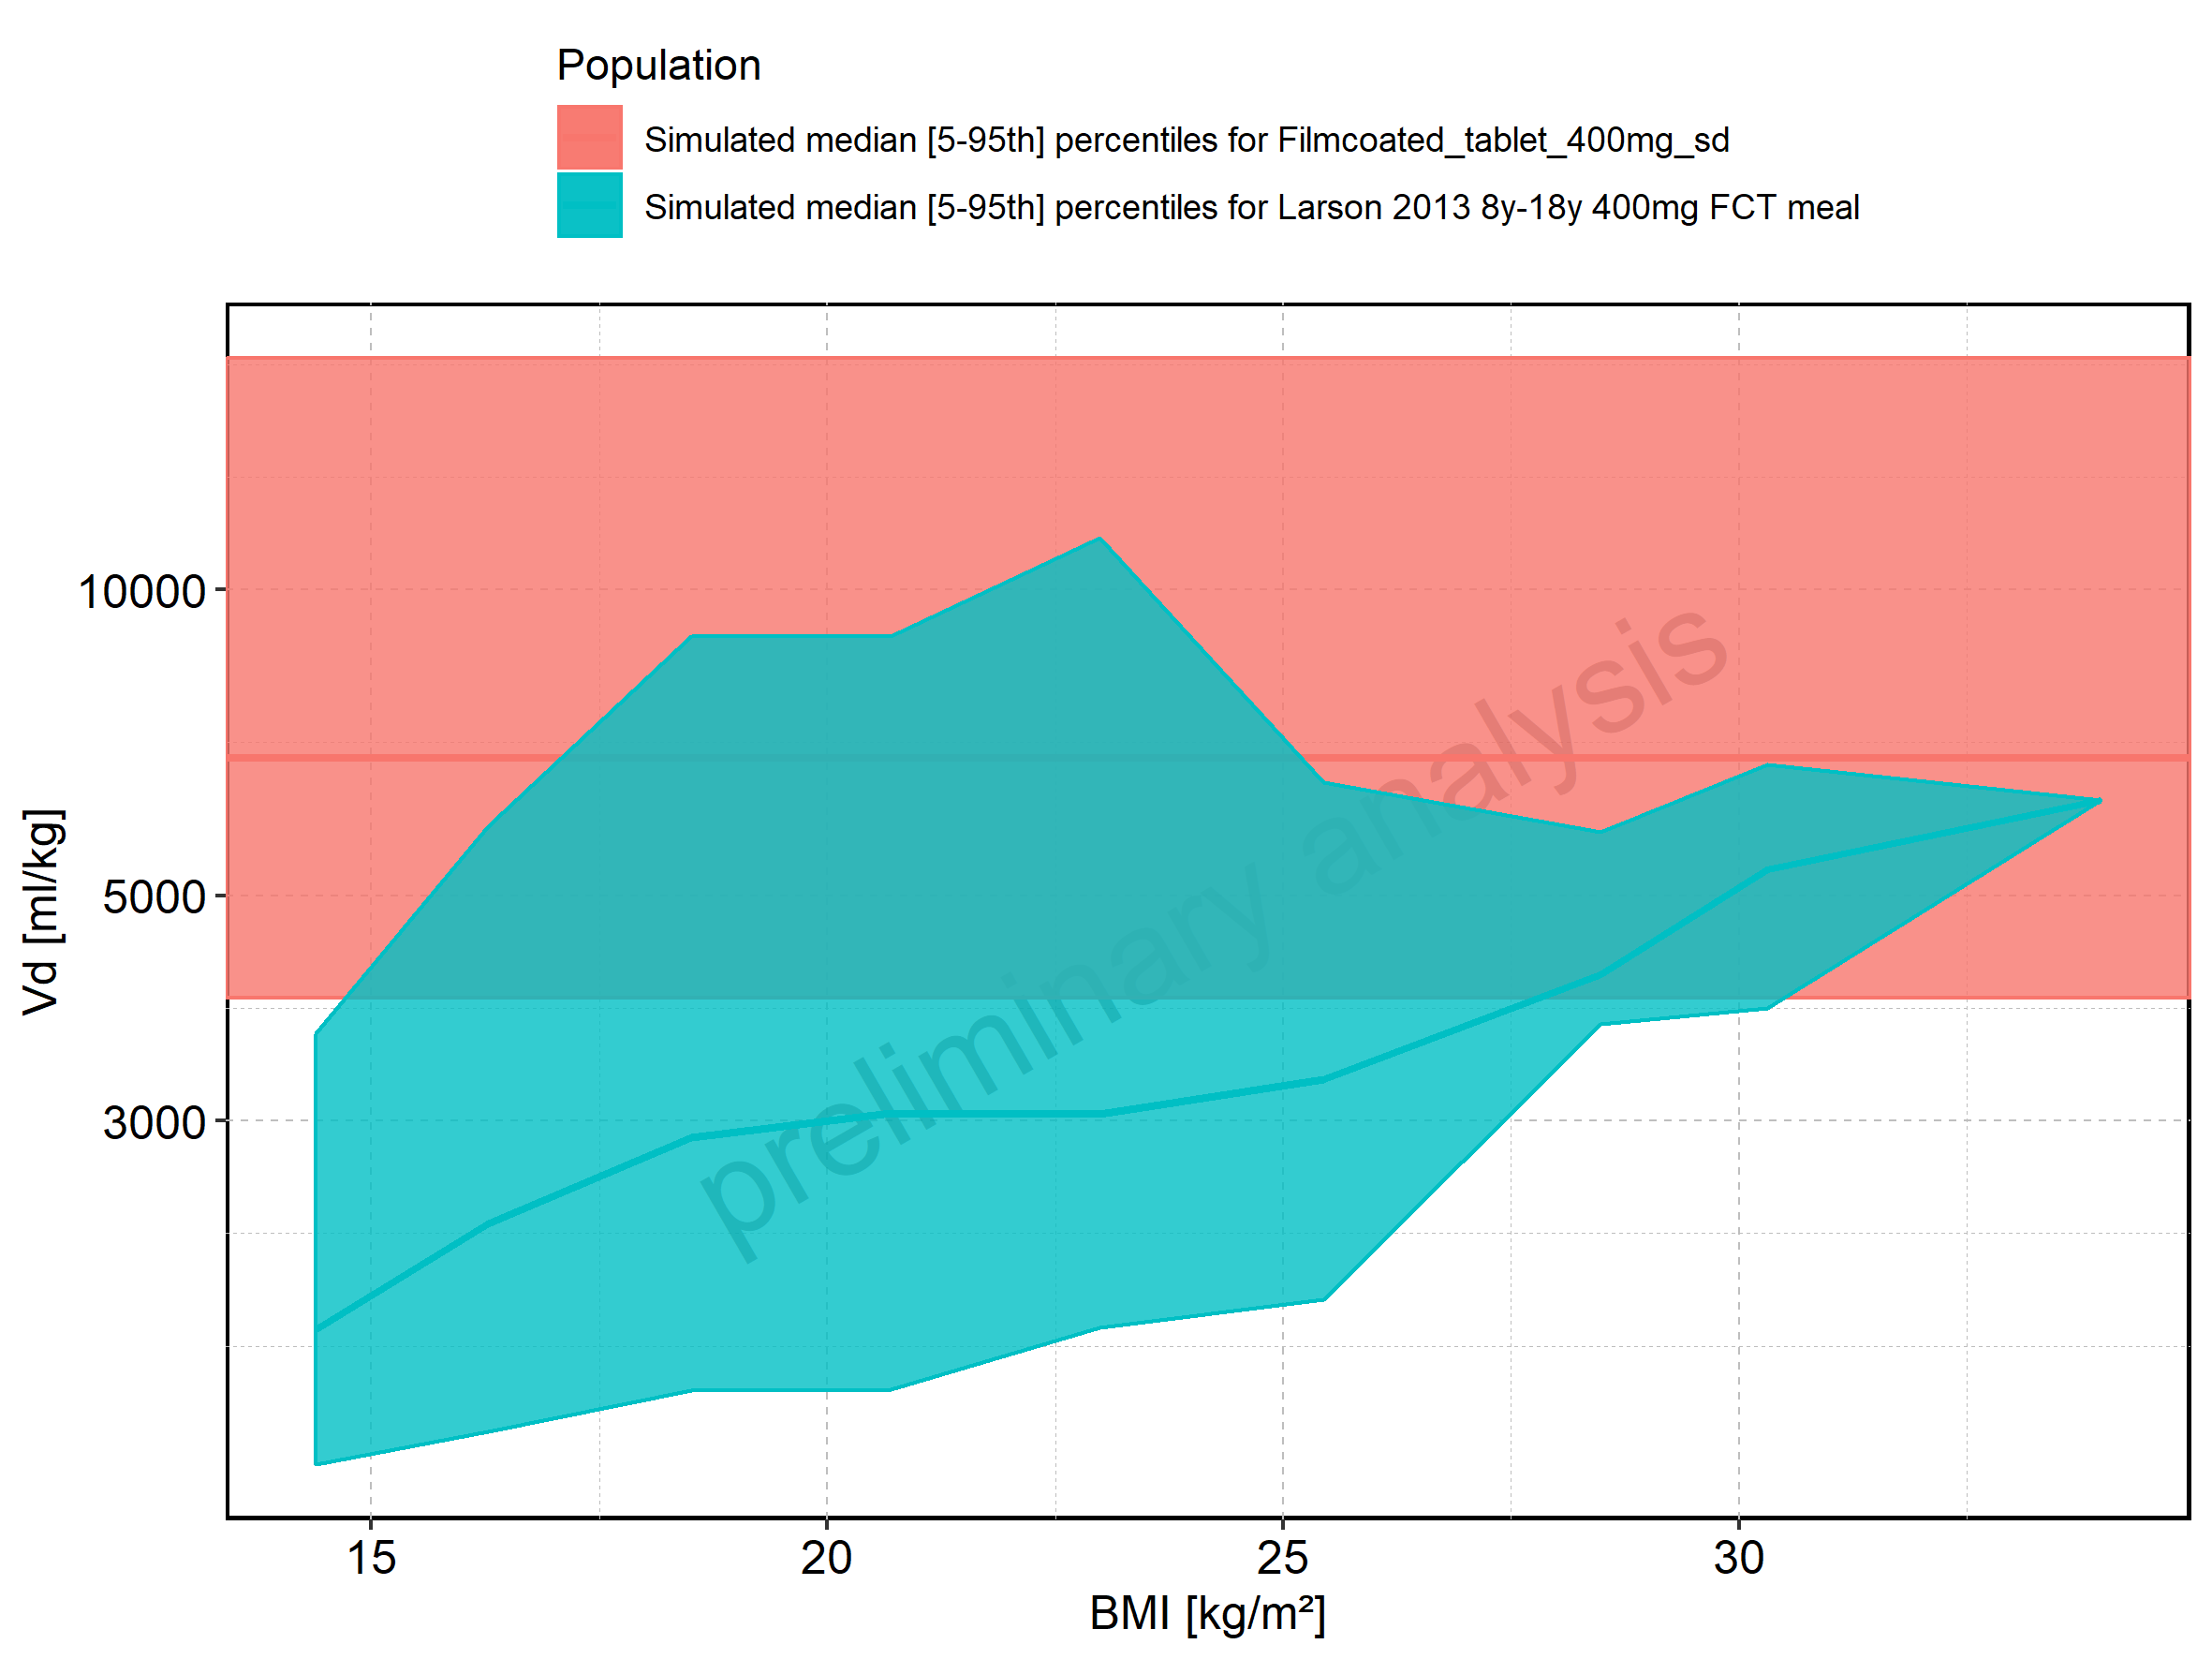 Population
Simulated median [5-95th] percentiles for Filmcoated_tablet_400mg_sd
Simulated median [5-95th] percentiles for Larson 2013 8y-18y 400mg FCT meal
10000
5000
3000
Vd [ml/kg]
preliminary analysis
15
20
25
30
BMI [kg/m²]